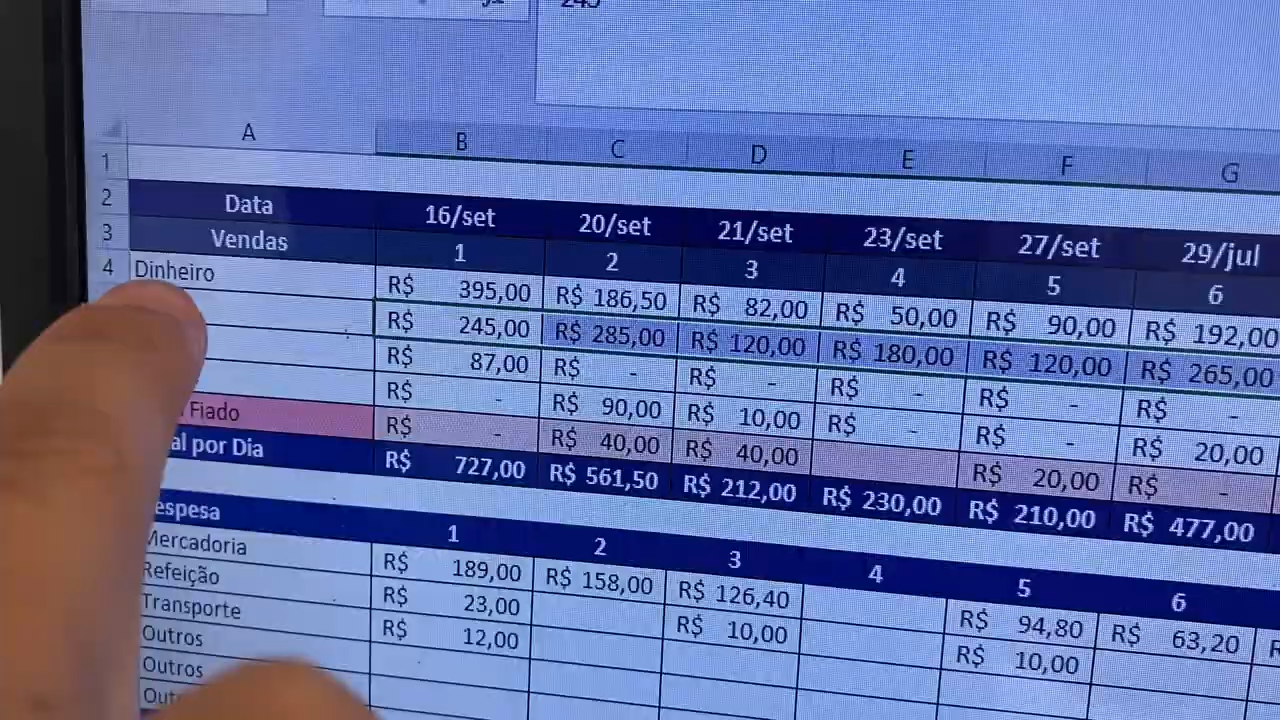 245
A B C D E F G
1
2 Data 16/set 20/set 21/set 23/set 27/set 29/jul
3 Vendas 1 2 3 4 5 6
4 Dinheiro R$ 395,00 R$ 186,50 R$ 82,00 R$ 50,00 R$ 90,00 R$ 192,00
R$ 245,00 R$ 285,00 R$ 120,00 R$ 180,00 R$ 120,00 R$ 265,00
R$ 87,00 R$ - R$ - R$ - R$ - R$ -
R$ - R$ 90,00 R$ 10,00 R$ - R$ - R$ 20,00
Fiado R$ - R$ 40,00 R$ 40,00 R$ 20,00 R$ -
al por Dia R$ 727,00 R$ 561,50 R$ 212,00 R$ 230,00 R$ 210,00 R$ 477,00
espesa 1 2 3 4 5 6
Mercadoria R$ 189,00 R$ 158,00 R$ 126,40 R$ 94,80 R$ 63,20 R
Refeição R$ 23,00 R$ 10,00 R$ 10,00
Transporte R$ 12,00
Outros
Outros
Out